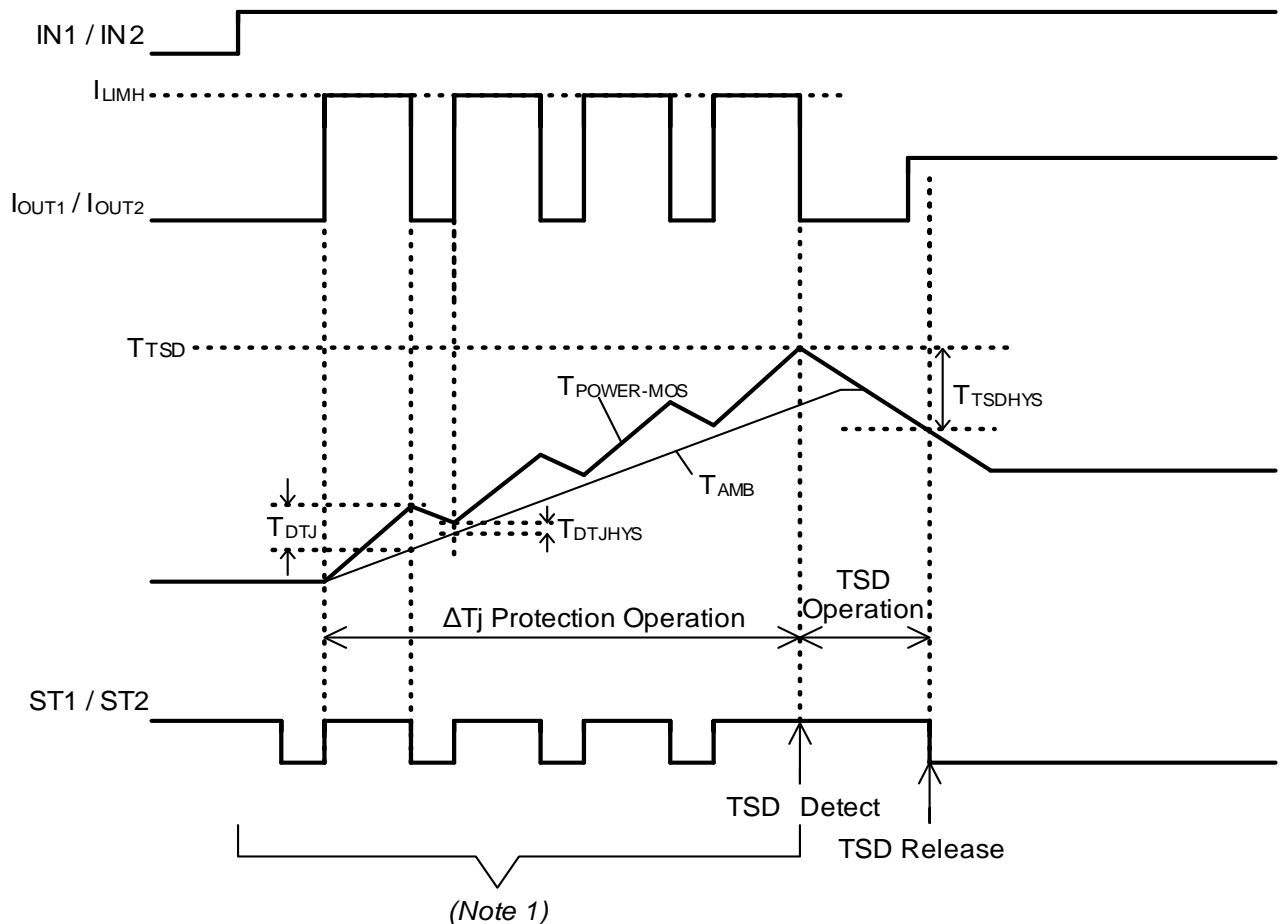 IN1 / IN2
ILIMH
IOUT1 / IOUT2
TTSD
TPOWER-MOS
TTSDHYS
TAMB
TDTJ
TDTJHYS
TSD
Operation
ΔTj Protection Operation
ST1 / ST2
TSD Detect
TSD Release
(Note 1)